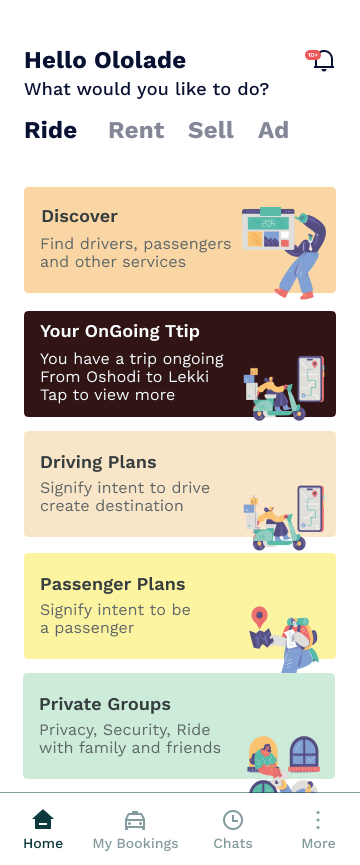 Hello Ololade
10+
What would you like to do?
Ride Rent Sell Ad
Discover
Find drivers, passengers
and other services
Your OnGoing Ttip
You have a trip ongoing
From Oshodi to Lekki
Tap to view more
Driving Plans
Signify intent to drive
create destination
Passenger Plans
Signify intent to be
a passenger
Private Groups
Privacy, Security, Ride
with family and friends
Home My Bookings Chats More